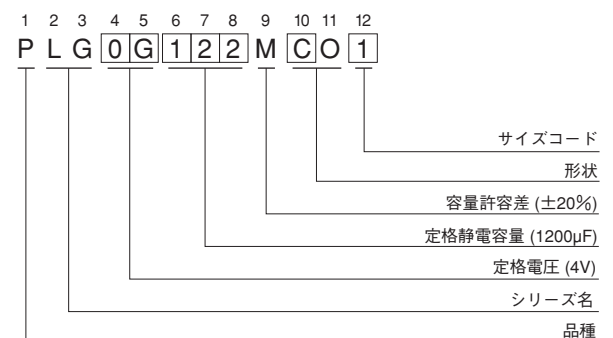 1 2 3 4 5 6 7 8 9 10 11 12
P L G 0 G 1 2 2 M C O 1
サイズコード
形状
容量許容差 (±20%)
定格静電容量 (1200µF)
定格電圧 (4V)
シリーズ名
品種